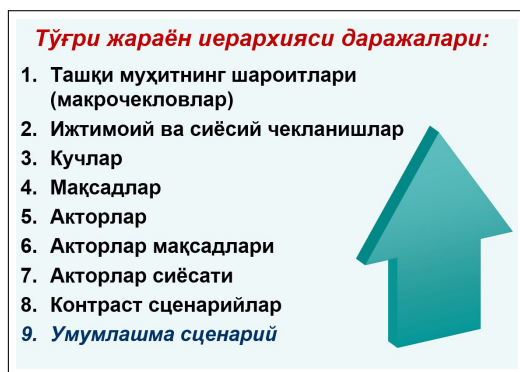 Тўғри жараён иерархияси даражалари:
1. Ташқи муҳитнинг шароитлари
(макрочекловлар)
2. Ижтимоий ва сиёсий чекланишлар
3. Кучлар
4. Мақсадлар
5. Акторлар
6. Акторлар мақсадлари
7. Акторлар сиёсати
8. Контраст сценарийлар
9. Умумлашма сценарий